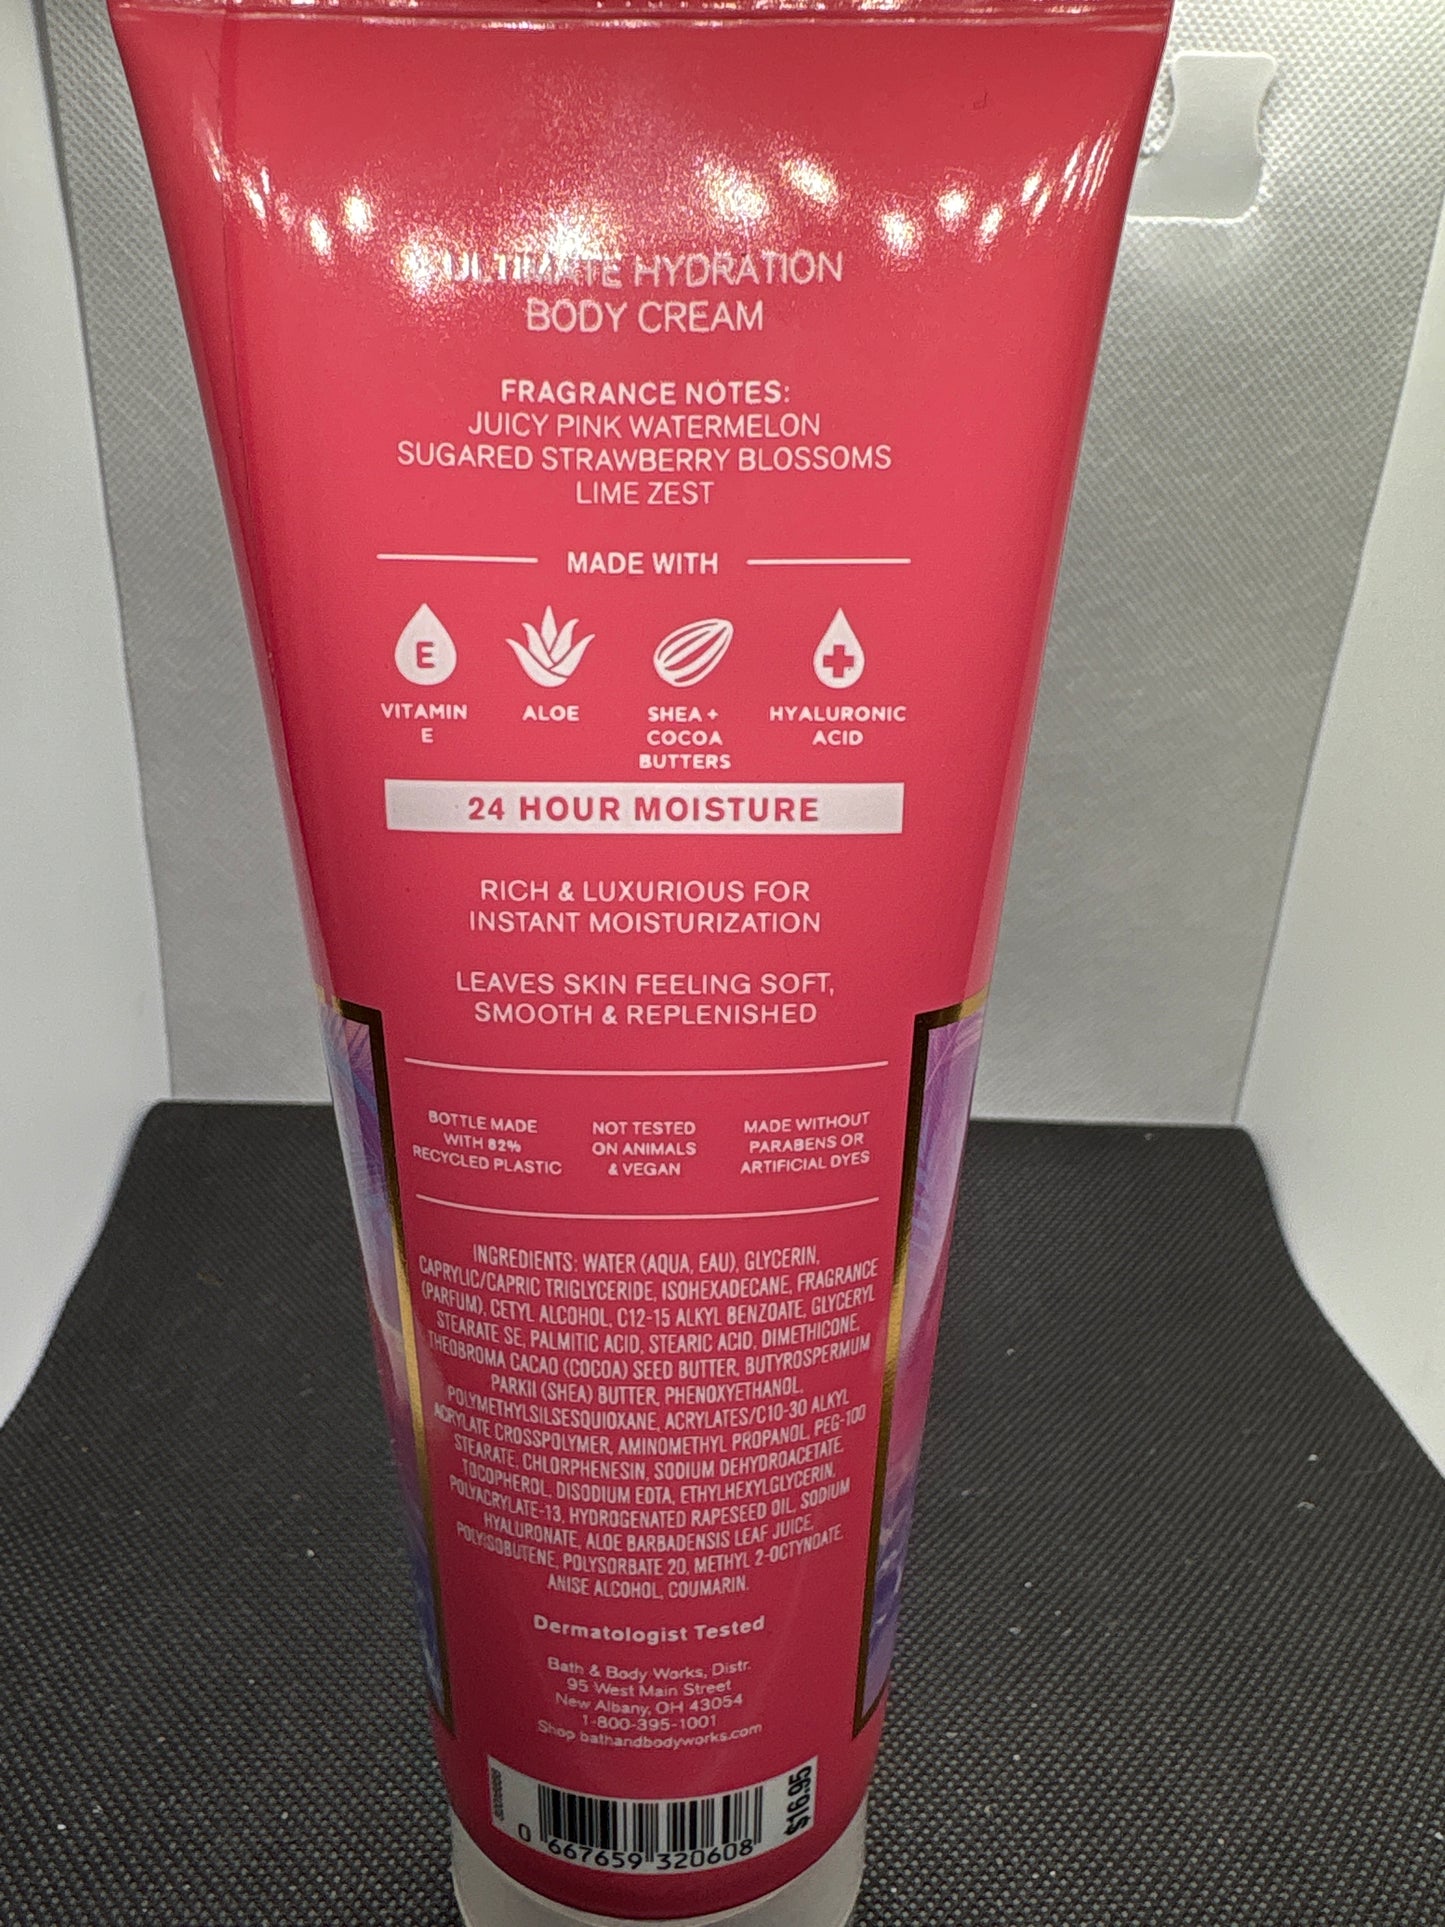 ULTIMATE HYDRATION
BODY CREAM
FRAGRANCE NOTES:
JUICY PINK WATERMELON
SUGARED STRAWBERRY BLOSSOMS
LIME ZEST
MADE WITH
E
VITAMIN
E
ALOE
SHEA +
COCOA
BUTTERS
HYALURONIC
ACID
24 HOUR MOISTURE
RICH & LUXURIOUS FOR
INSTANT MOISTURIZATION
LEAVES SKIN FEELING SOFT,
SMOOTH & REPLENISHED
BOTTLE MADE
WITH 82%
RECYCLED PLASTIC
NOT TESTED
ON ANIMALS
& VEGAN
MADE WITHOUT
PARABENS OR
ARTIFICIAL DYES
INGREDIENTS: WATER (AQUA, EAU), GLYCERIN,
CAPRYLIC/CAPRIC TRIGLYCERIDE, ISOHEXADECANE, FRAGRANCE
(PARFUM), CETYL ALCOHOL, C12-15 ALKYL BENZOATE, GLYCERYL
STEARATE SE, PALMITIC ACID, STEARIC ACID, DIMETHICONE,
THEOBROMA CACAO (COCOA) SEED BUTTER, BUTYROSPERMUM
PARKII (SHEA) BUTTER, PHENOXYETHANOL,
POLYMETHYLSILSESQUIOXANE, ACRYLATES/C10-30 ALKYL
ACRYLATE CROSSPOLYMER, AMINOMETHYL PROPANOL, PEG-100
STEARATE, CHLORPHENESIN, SODIUM DEHYDROACETATE,
TOCOPHEROL, DISODIUM EDTA, ETHYLHEXYLGLYCERIN,
POLYACRYLATE-13, HYDROGENATED RAPESEED OIL, SODIUM
HYALURONATE, ALOE BARBADENSIS LEAF JUICE,
POLYISOBUTENE, POLYSORBATE 20, METHYL 2-OCTYNOATE,
ANISE ALCOHOL, COUMARIN.
Dermatologist Tested
Bath & Body Works, Distr.
95 West Main Street
New Albany, OH 43054
1-800-395-1001
Shop bathandbodyworks.com
$16.95
0 667659 320608